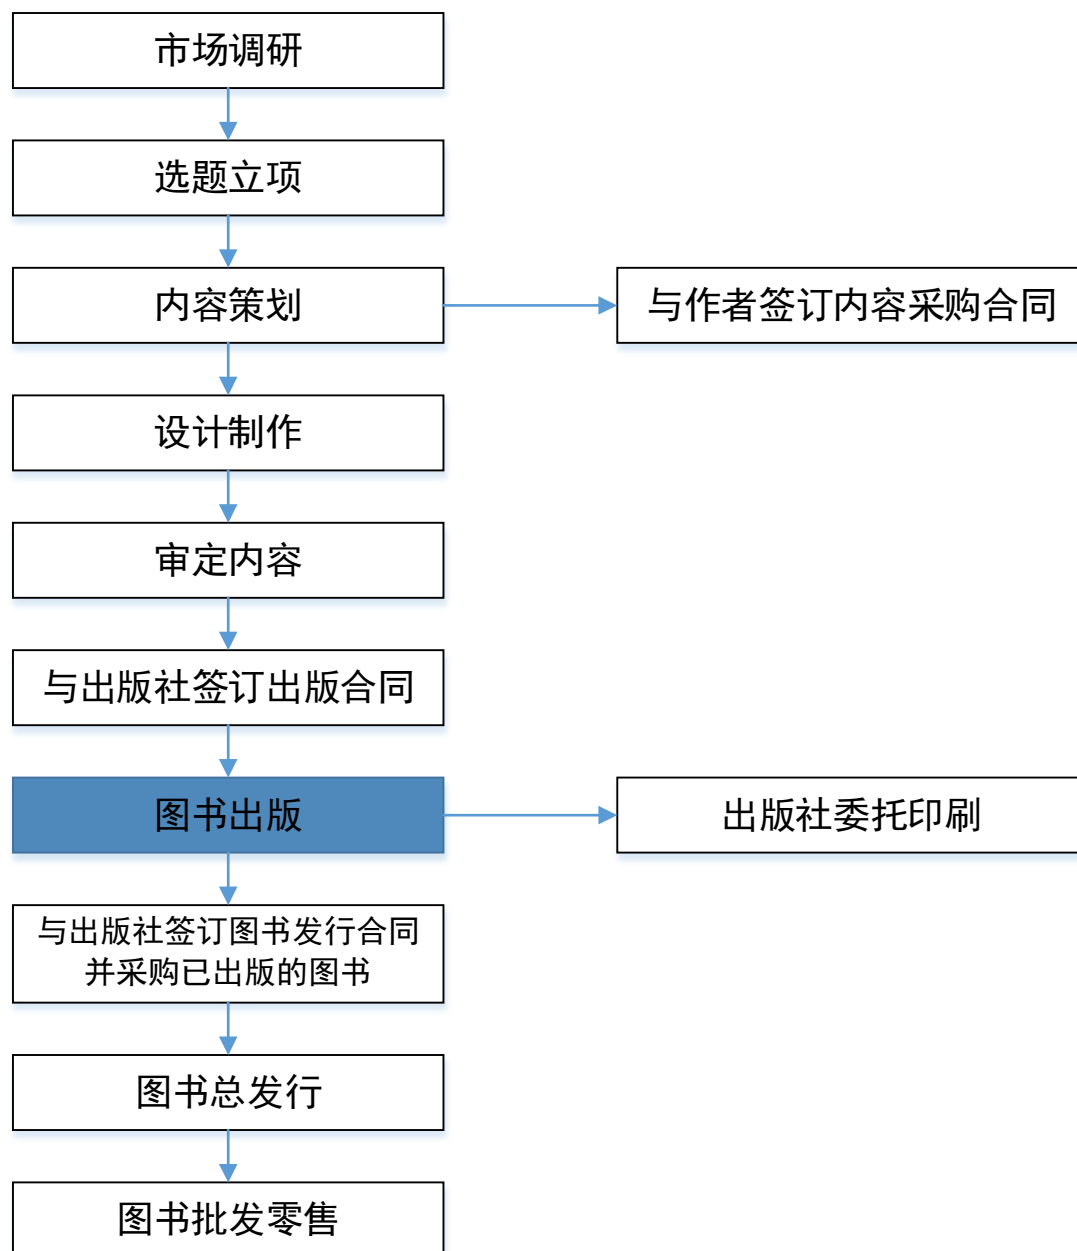 市场调研
选题立项
内容策划
与作者签订内容采购合同
设计制作
审定内容
与出版社签订出版合同
图书出版
出版社委托印刷
与出版社签订图书发行合同
并采购已出版的图书
图书总发行
图书批发零售